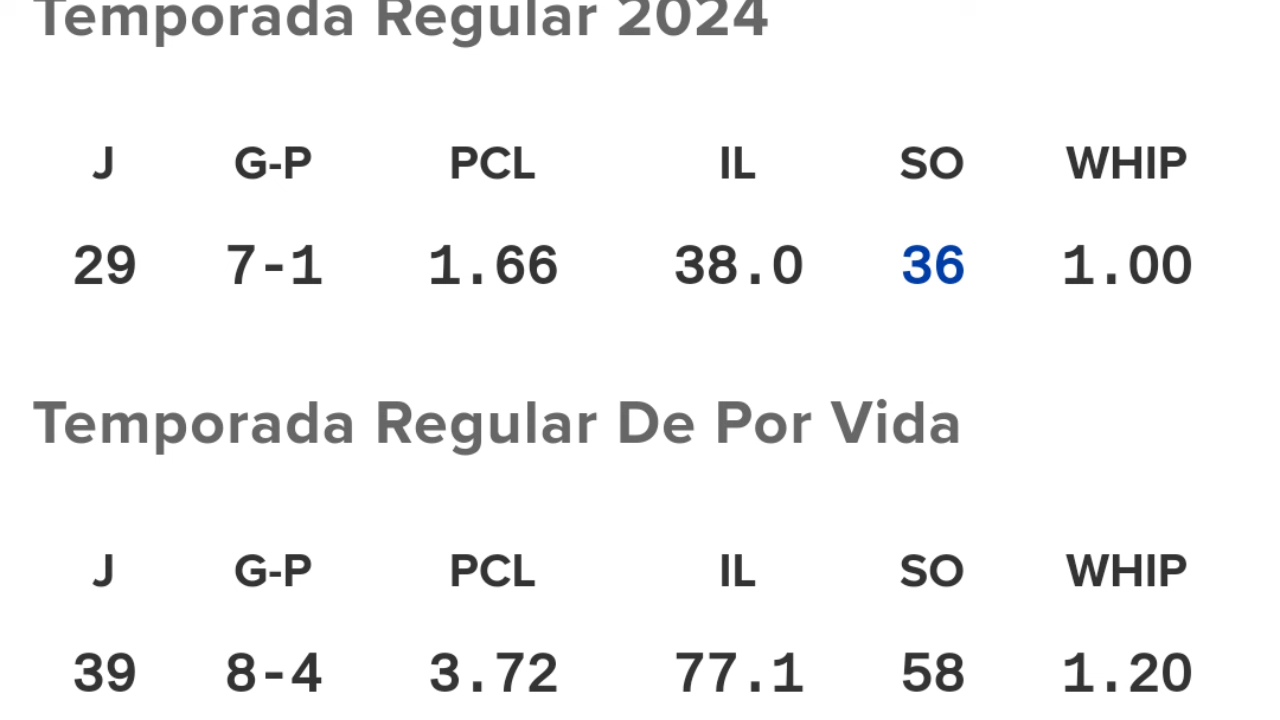 Temporada Regular 2024
J G-P PCL IL SO WHIP
29 7-1 1.66 38.0 36 1.00
Temporada Regular De Por Vida
J G-P PCL IL SO WHIP
39 8-4 3.72 77.1 58 1.20